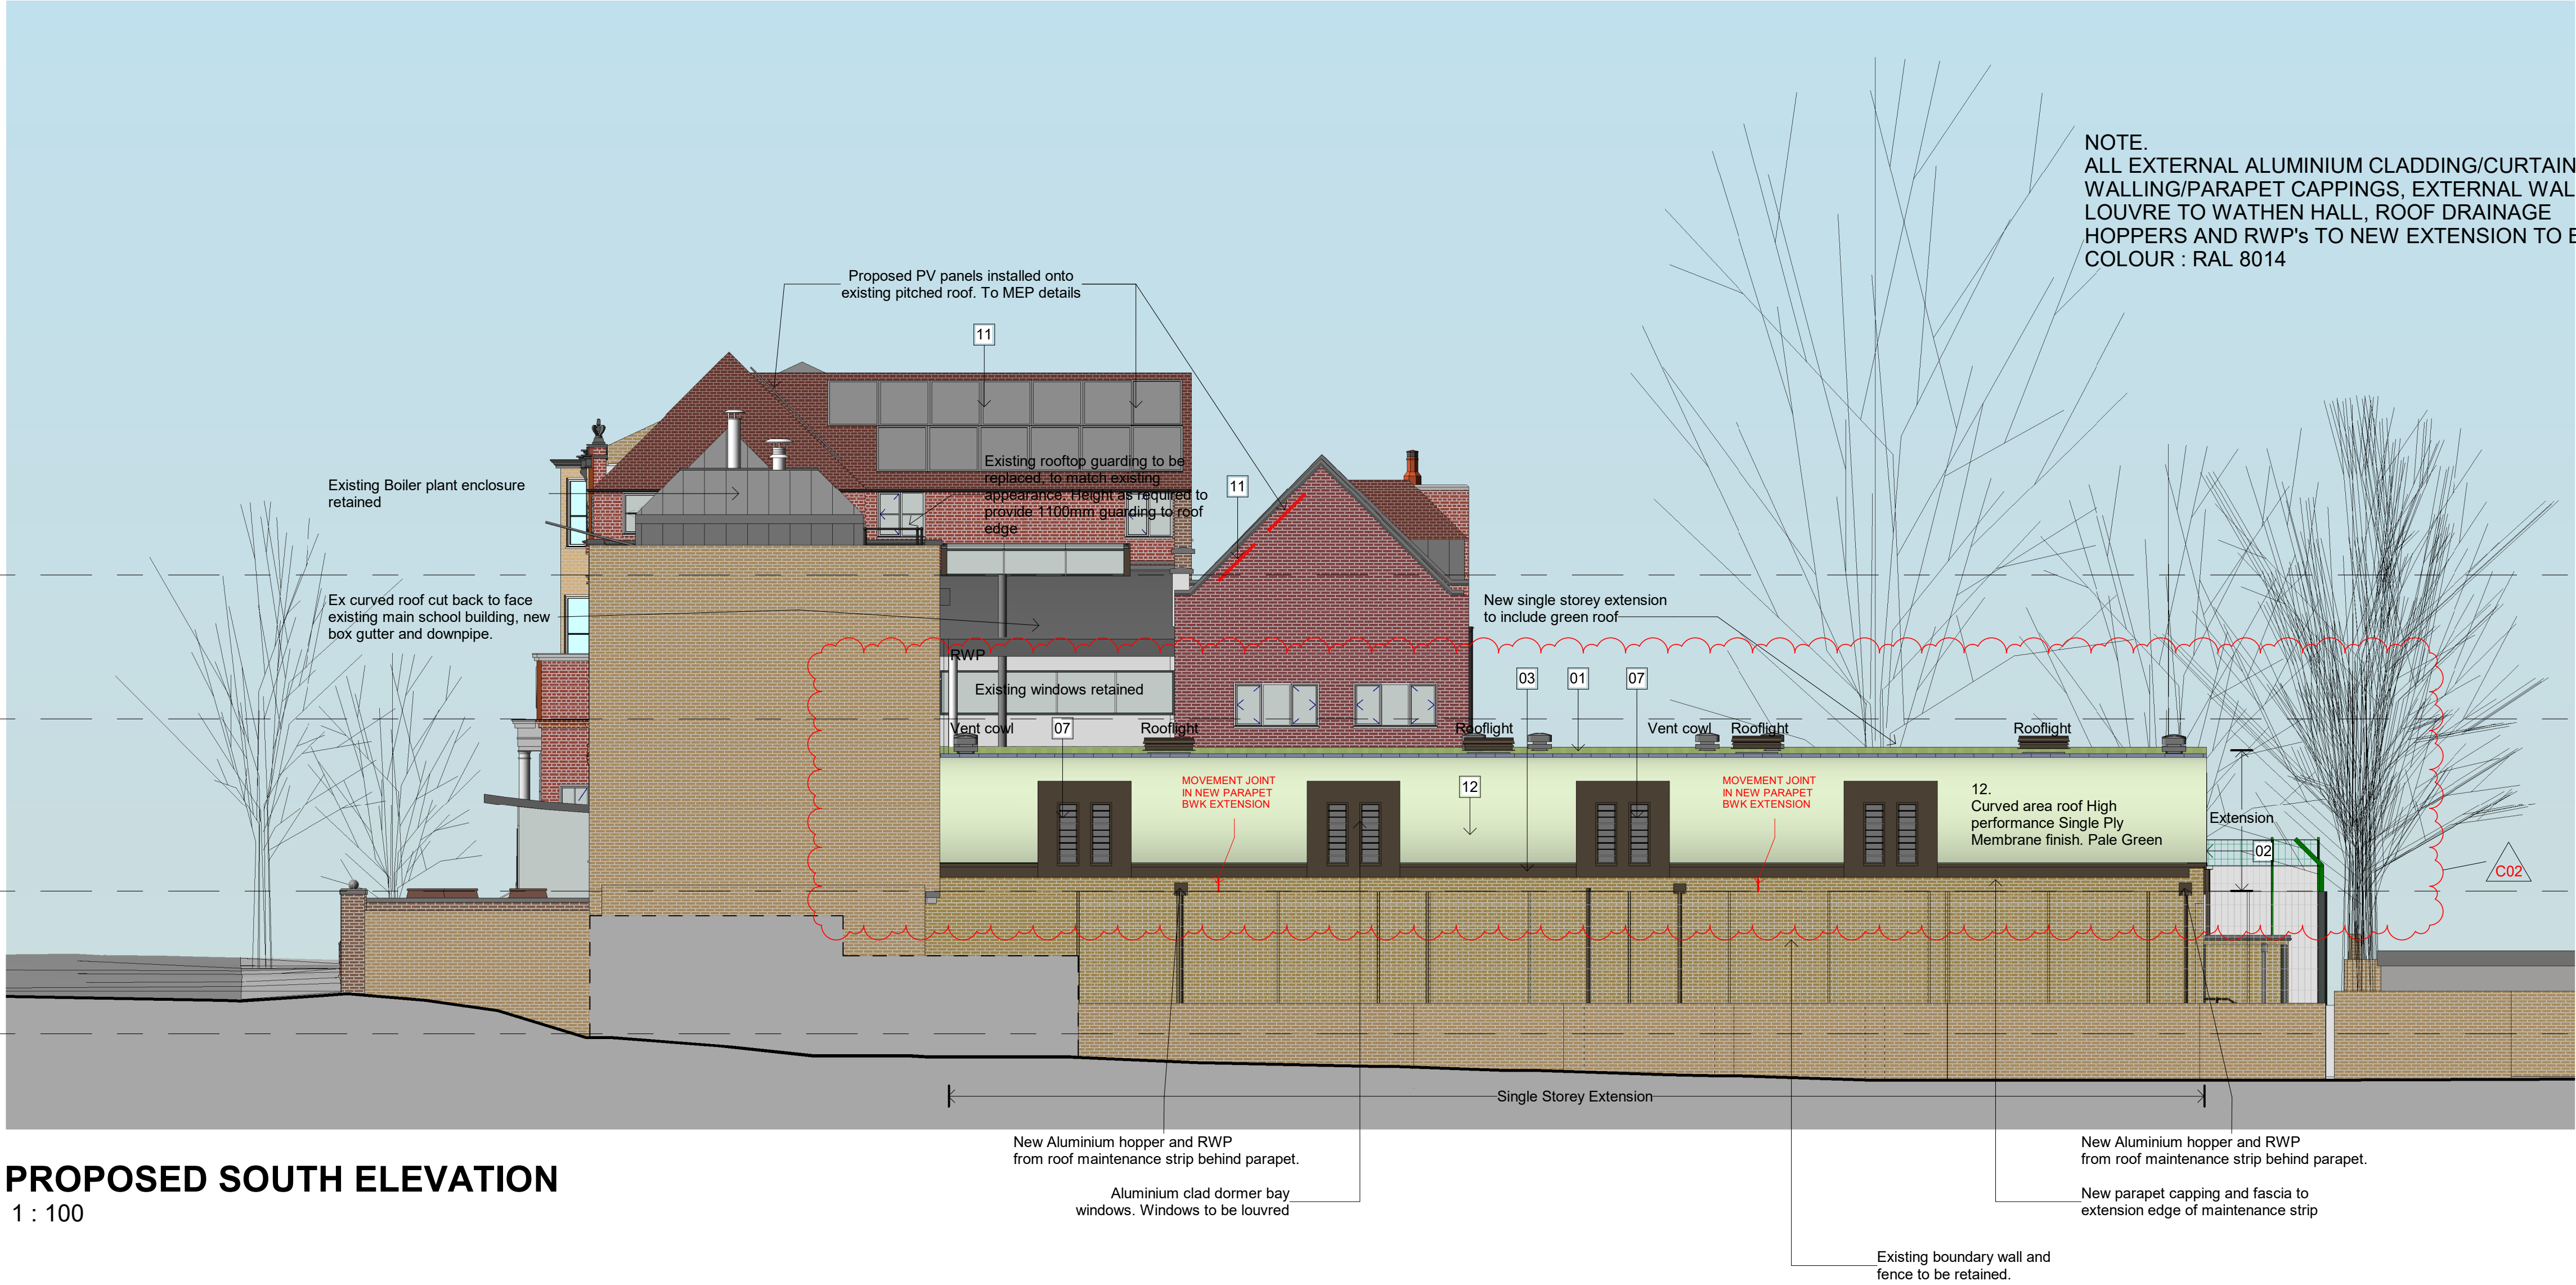 NOTE.
ALL EXTERNAL ALUMINIUM CLADDING/CURTAIN
WALLING/PARAPET CAPPINGS, EXTERNAL WAL
LOUVRE TO WATHEN HALL, ROOF DRAINAGE
HOPPERS AND RWP's TO NEW EXTENSION TO
COLOUR : RAL 8014
Proposed PV panels installed onto
existing pitched roof. To MEP details
11
Existing rooftop guarding to be
replaced, to match existing
appearance. Height as required to
provide 1100mm guarding to roof
edge
11
Existing Boiler plant enclosure
retained
Ex curved roof cut back to face
existing main school building, new
box gutter and downpipe.
New single storey extension
to include green roof
RWP
Existing windows retained
03
01
07
Vent cowl
07
Rooflight
Rooflight
Vent cowl
Rooflight
Rooflight
MOVEMENT JOINT
IN NEW PARAPET
BWK EXTENSION
12
MOVEMENT JOINT
IN NEW PARAPET
BWK EXTENSION
12.
Curved area roof High
performance Single Ply
Membrane finish. Pale Green
Extension
02
C02
Single Storey Extension
New Aluminium hopper and RWP
from roof maintenance strip behind parapet.
New Aluminium hopper and RWP
from roof maintenance strip behind parapet.
Aluminium clad dormer bay
windows. Windows to be louvred
New parapet capping and fascia to
extension edge of maintenance strip
Existing boundary wall and
fence to be retained.
PROPOSED SOUTH ELEVATION
1 : 100